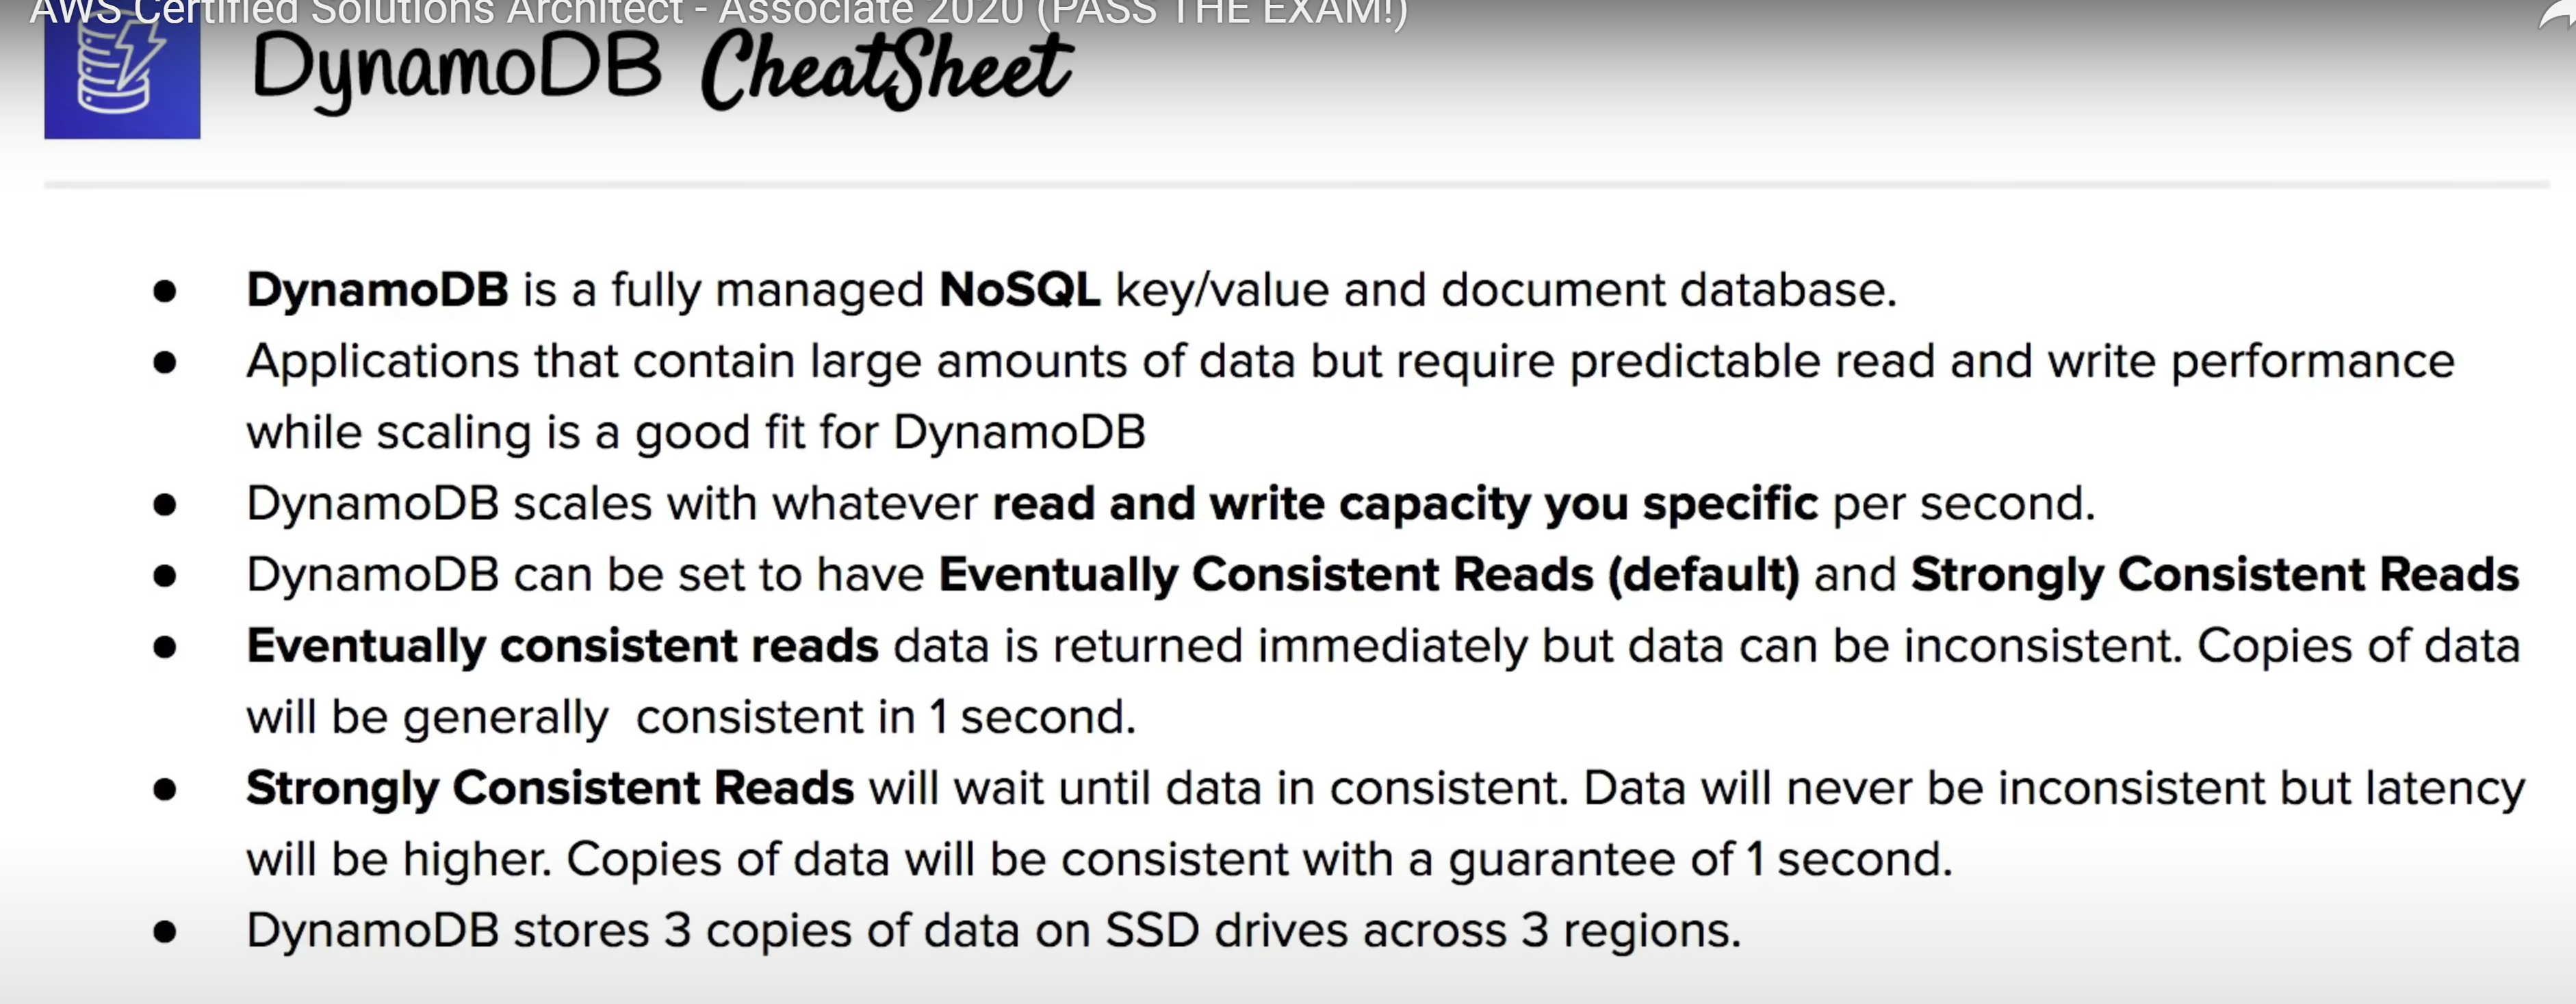 AWS Certified Solutions Architect - Associate 2020 (PASS THE EXAM!)
DynamoDB CheatSheet
● DynamoDB is a fully managed NoSQL key/value and document database.
● Applications that contain large amounts of data but require predictable read and write performance
while scaling is a good fit for DynamoDB
● DynamoDB scales with whatever read and write capacity you specific per second.
● DynamoDB can be set to have Eventually Consistent Reads (default) and Strongly Consistent Reads
● Eventually consistent reads data is returned immediately but data can be inconsistent. Copies of data
will be generally  consistent in 1 second.
● Strongly Consistent Reads will wait until data in consistent. Data will never be inconsistent but latency
will be higher. Copies of data will be consistent with a guarantee of 1 second.
● DynamoDB stores 3 copies of data on SSD drives across 3 regions.